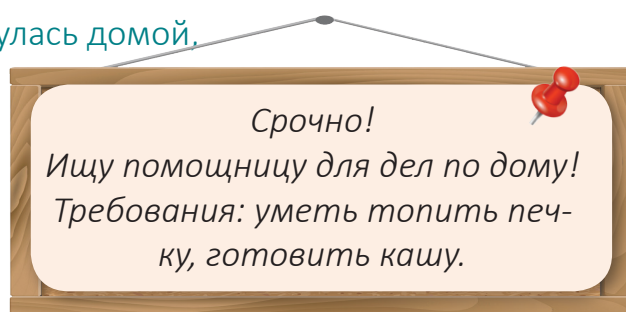 улась домой.
Срочно!
Ищу помощницу для дел по дому!
Требования: уметь топить печ-
ку, готовить кашу.